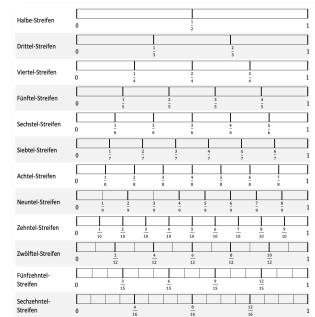 Halbe-Streifen
0 1/2 1
Drittel-Streifen
0 1/3 2/3 1
Viertel-Streifen
0 1/4 2/4 3/4 1
Fünftel-Streifen
0 1/5 2/5 3/5 4/5 1
Sechstel-Streifen
0 1/6 2/6 3/6 4/6 5/6 1
Siebtel-Streifen
0 1/7 2/7 3/7 4/7 5/7 6/7 1
Achtel-Streifen
0 1/8 2/8 3/8 4/8 5/8 6/8 7/8 1
Neuntel-Streifen
0 1/9 2/9 3/9 4/9 5/9 6/9 7/9 8/9 1
Zehntel-Streifen
0 1/10 2/10 3/10 4/10 5/10 6/10 7/10 8/10 9/10 1
Zwölftel-Streifen
0 2/12 4/12 6/12 8/12 10/12 1
Fünfzehntel-
Streifen
0 3/15 6/15 9/15 12/15 1
Sechzehntel-
Streifen
0 4/16 8/16 12/16 1